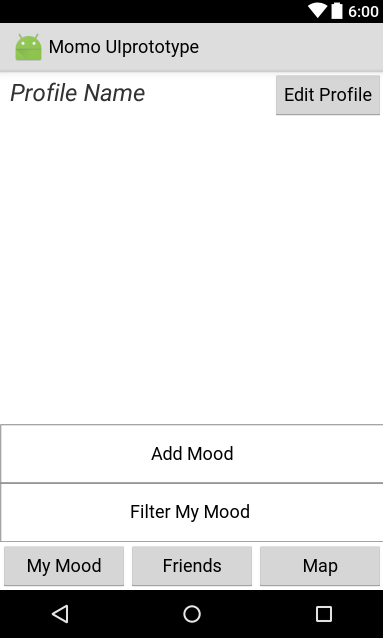 6:00
Momo UIprototype
Profile Name
Edit Profile
Add Mood
Filter My Mood
My Mood
Friends
Map